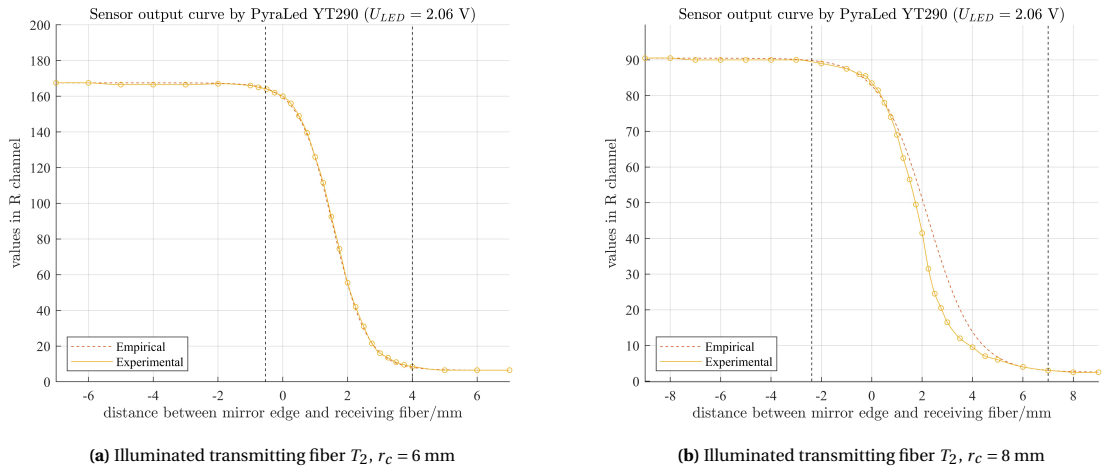 Sensor output curve by PyraLed YT290 (U_LED = 2.06 V)
values in R channel
200
180
160
140
120
100
80
60
40
20
0
Empirical
Experimental
-6 -4 -2 0 2 4 6
distance between mirror edge and receiving fiber/mm
(a) Illuminated transmitting fiber T₂, r_c = 6 mm
Sensor output curve by PyraLed YT290 (U_LED = 2.06 V)
values in R channel
90
80
70
60
50
40
30
20
10
0
Empirical
Experimental
-8 -6 -4 -2 0 2 4 6 8
distance between mirror edge and receiving fiber/mm
(b) Illuminated transmitting fiber T₂, r_c = 8 mm